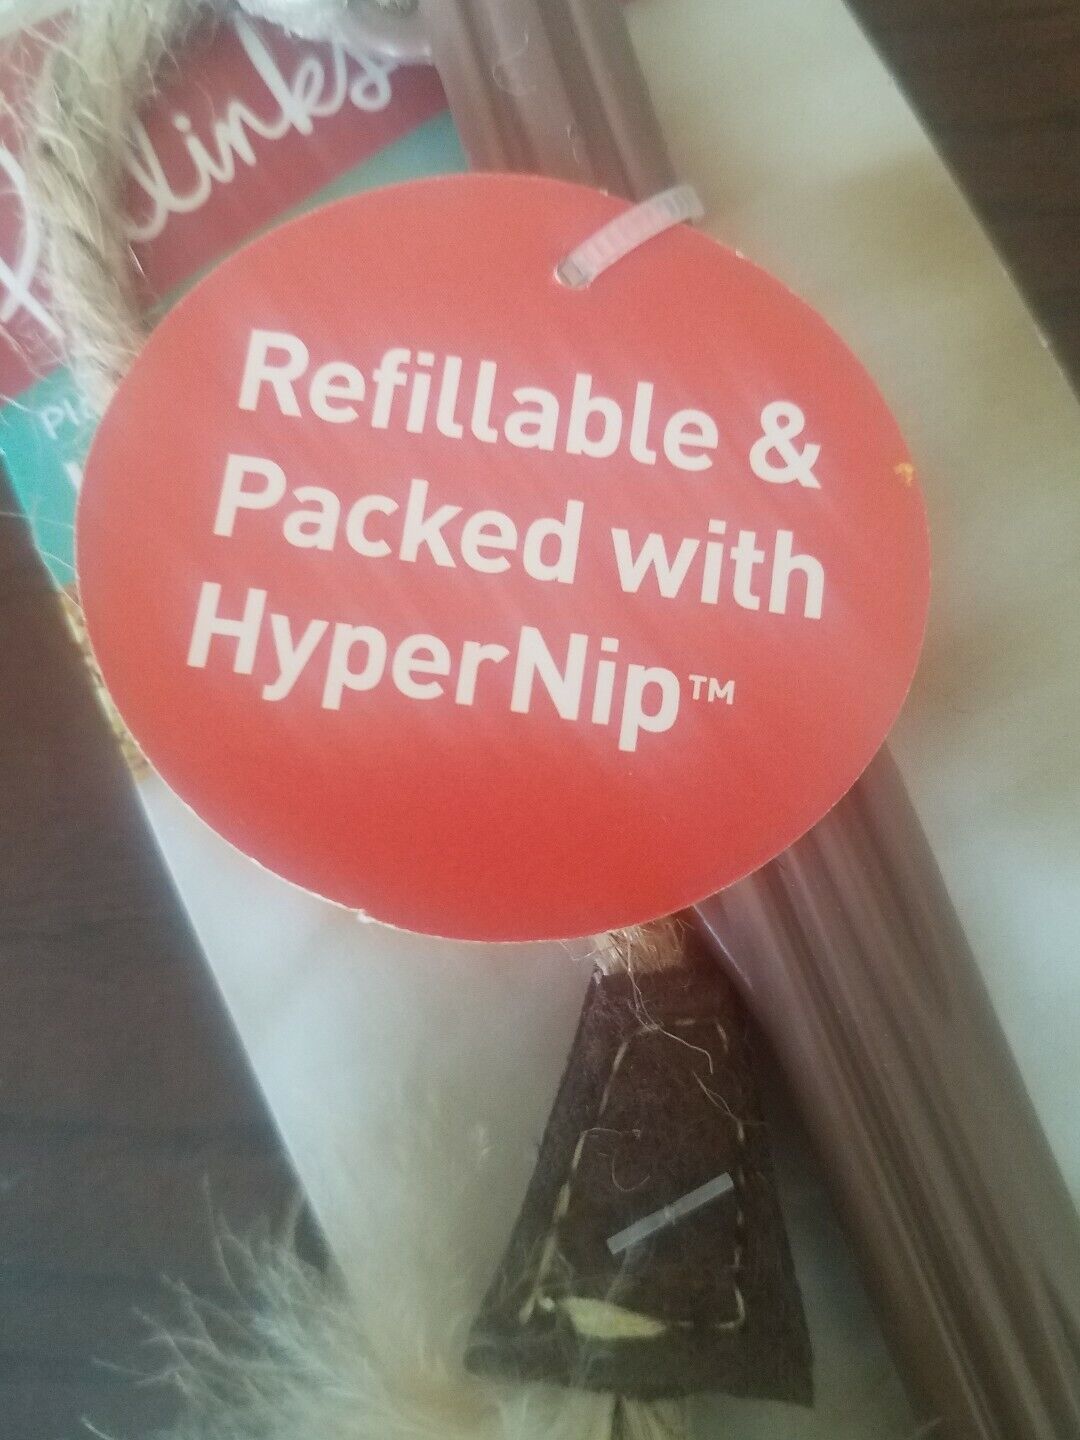 Refillable &
Packed with
HyperNip™